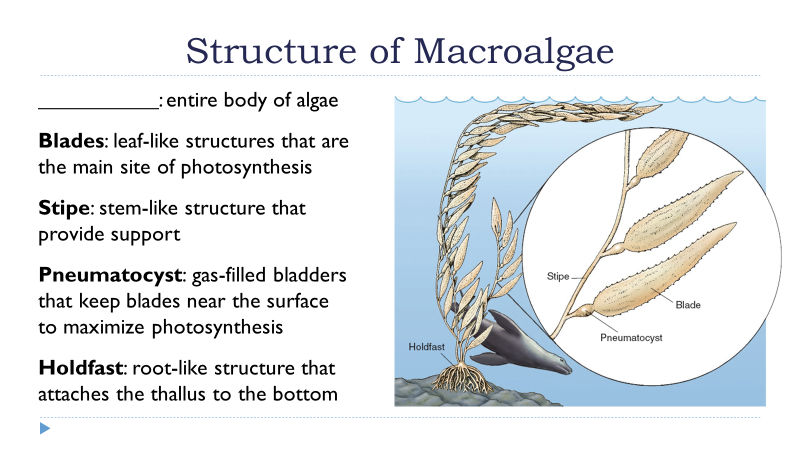 Structure of Macroalgae
___________: entire body of algae
Blades: leaf-like structures that are
the main site of photosynthesis
Stipe: stem-like structure that
provide support
Pneumatocyst: gas-filled bladders
that keep blades near the surface
to maximize photosynthesis
Holdfast: root-like structure that
attaches the thallus to the bottom
Stipe
Blade
Pneumatocyst
Holdfast